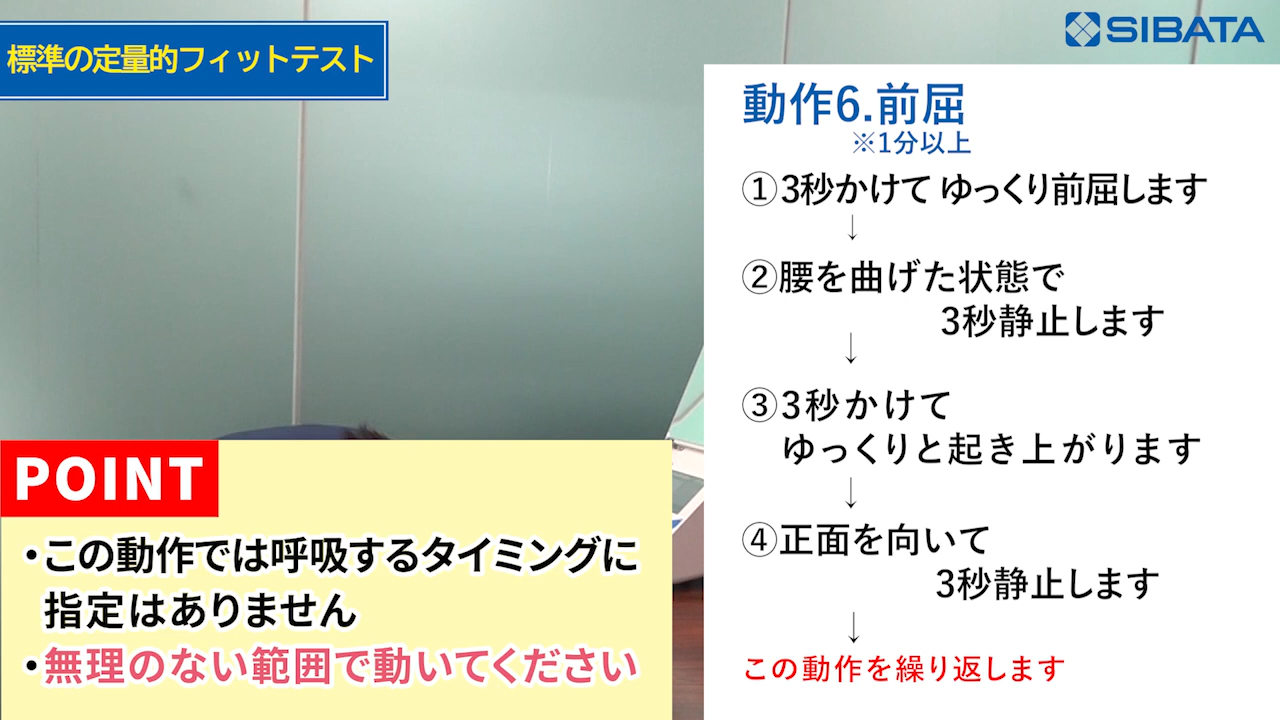 標準の定量的フィットテスト
SIBATA
動作6.前屈
※1分以上
①3秒かけて ゆっくり前屈します
↓
②腰を曲げた状態で
3秒静止します
↓
③3秒かけて
ゆっくりと起き上がります
↓
④正面を向いて
3秒静止します
↓
この動作を繰り返します
POINT
・この動作では呼吸するタイミングに
指定はありません
・無理のない範囲で動いてください